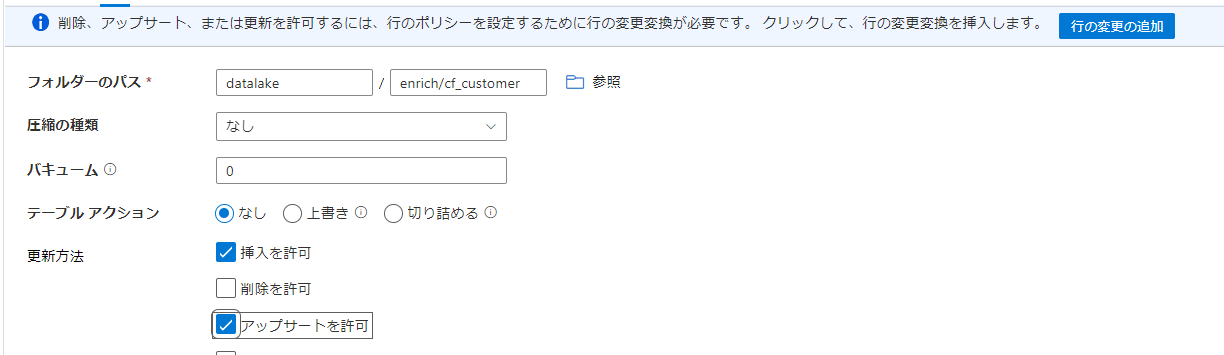 削除、アップサート、または更新を許可するには、行のポリシーを設定するために行の変更変換が必要です。 クリックして、行の変更変換を挿入します。 行の変更の追加
フォルダーのパス * datalake / enrich/cf_customer 参照
圧縮の種類 なし
バキューム 0
テーブル アクション なし 上書き 切り詰める
更新方法 挿入を許可
削除を許可
アップサートを許可